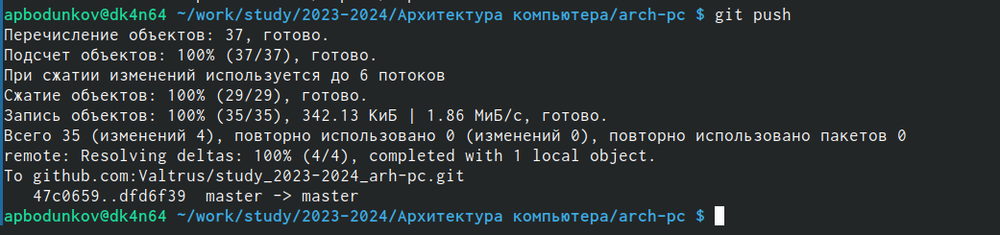 apbodunkov@dk4n64 ~/work/study/2023-2024/Архитектура компьютера/arch-pc $ git push
Перечисление объектов: 37, готово.
Подсчет объектов: 100% (37/37), готово.
При сжатии изменений используется до 6 потоков
Сжатие объектов: 100% (29/29), готово.
Запись объектов: 100% (35/35), 342.13 КиБ | 1.86 МиБ/с, готово.
Всего 35 (изменений 4), повторно использовано 0 (изменений 0), повторно использовано пакетов 0
remote: Resolving deltas: 100% (4/4), completed with 1 local object.
To github.com:Valtrus/study_2023-2024_arh-pc.git
   47c0659..dfd6f39  master -> master
apbodunkov@dk4n64 ~/work/study/2023-2024/Архитектура компьютера/arch-pc $